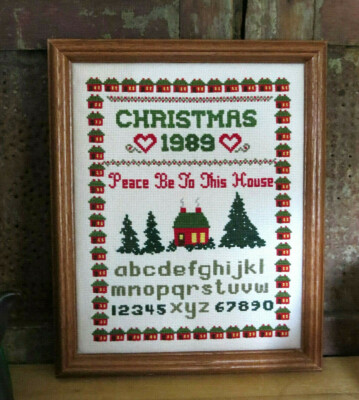 CHRISTMAS
1989
Peace Be To This House
abcdefghijkl
mnopqrstuvw
12345 xyz 67890